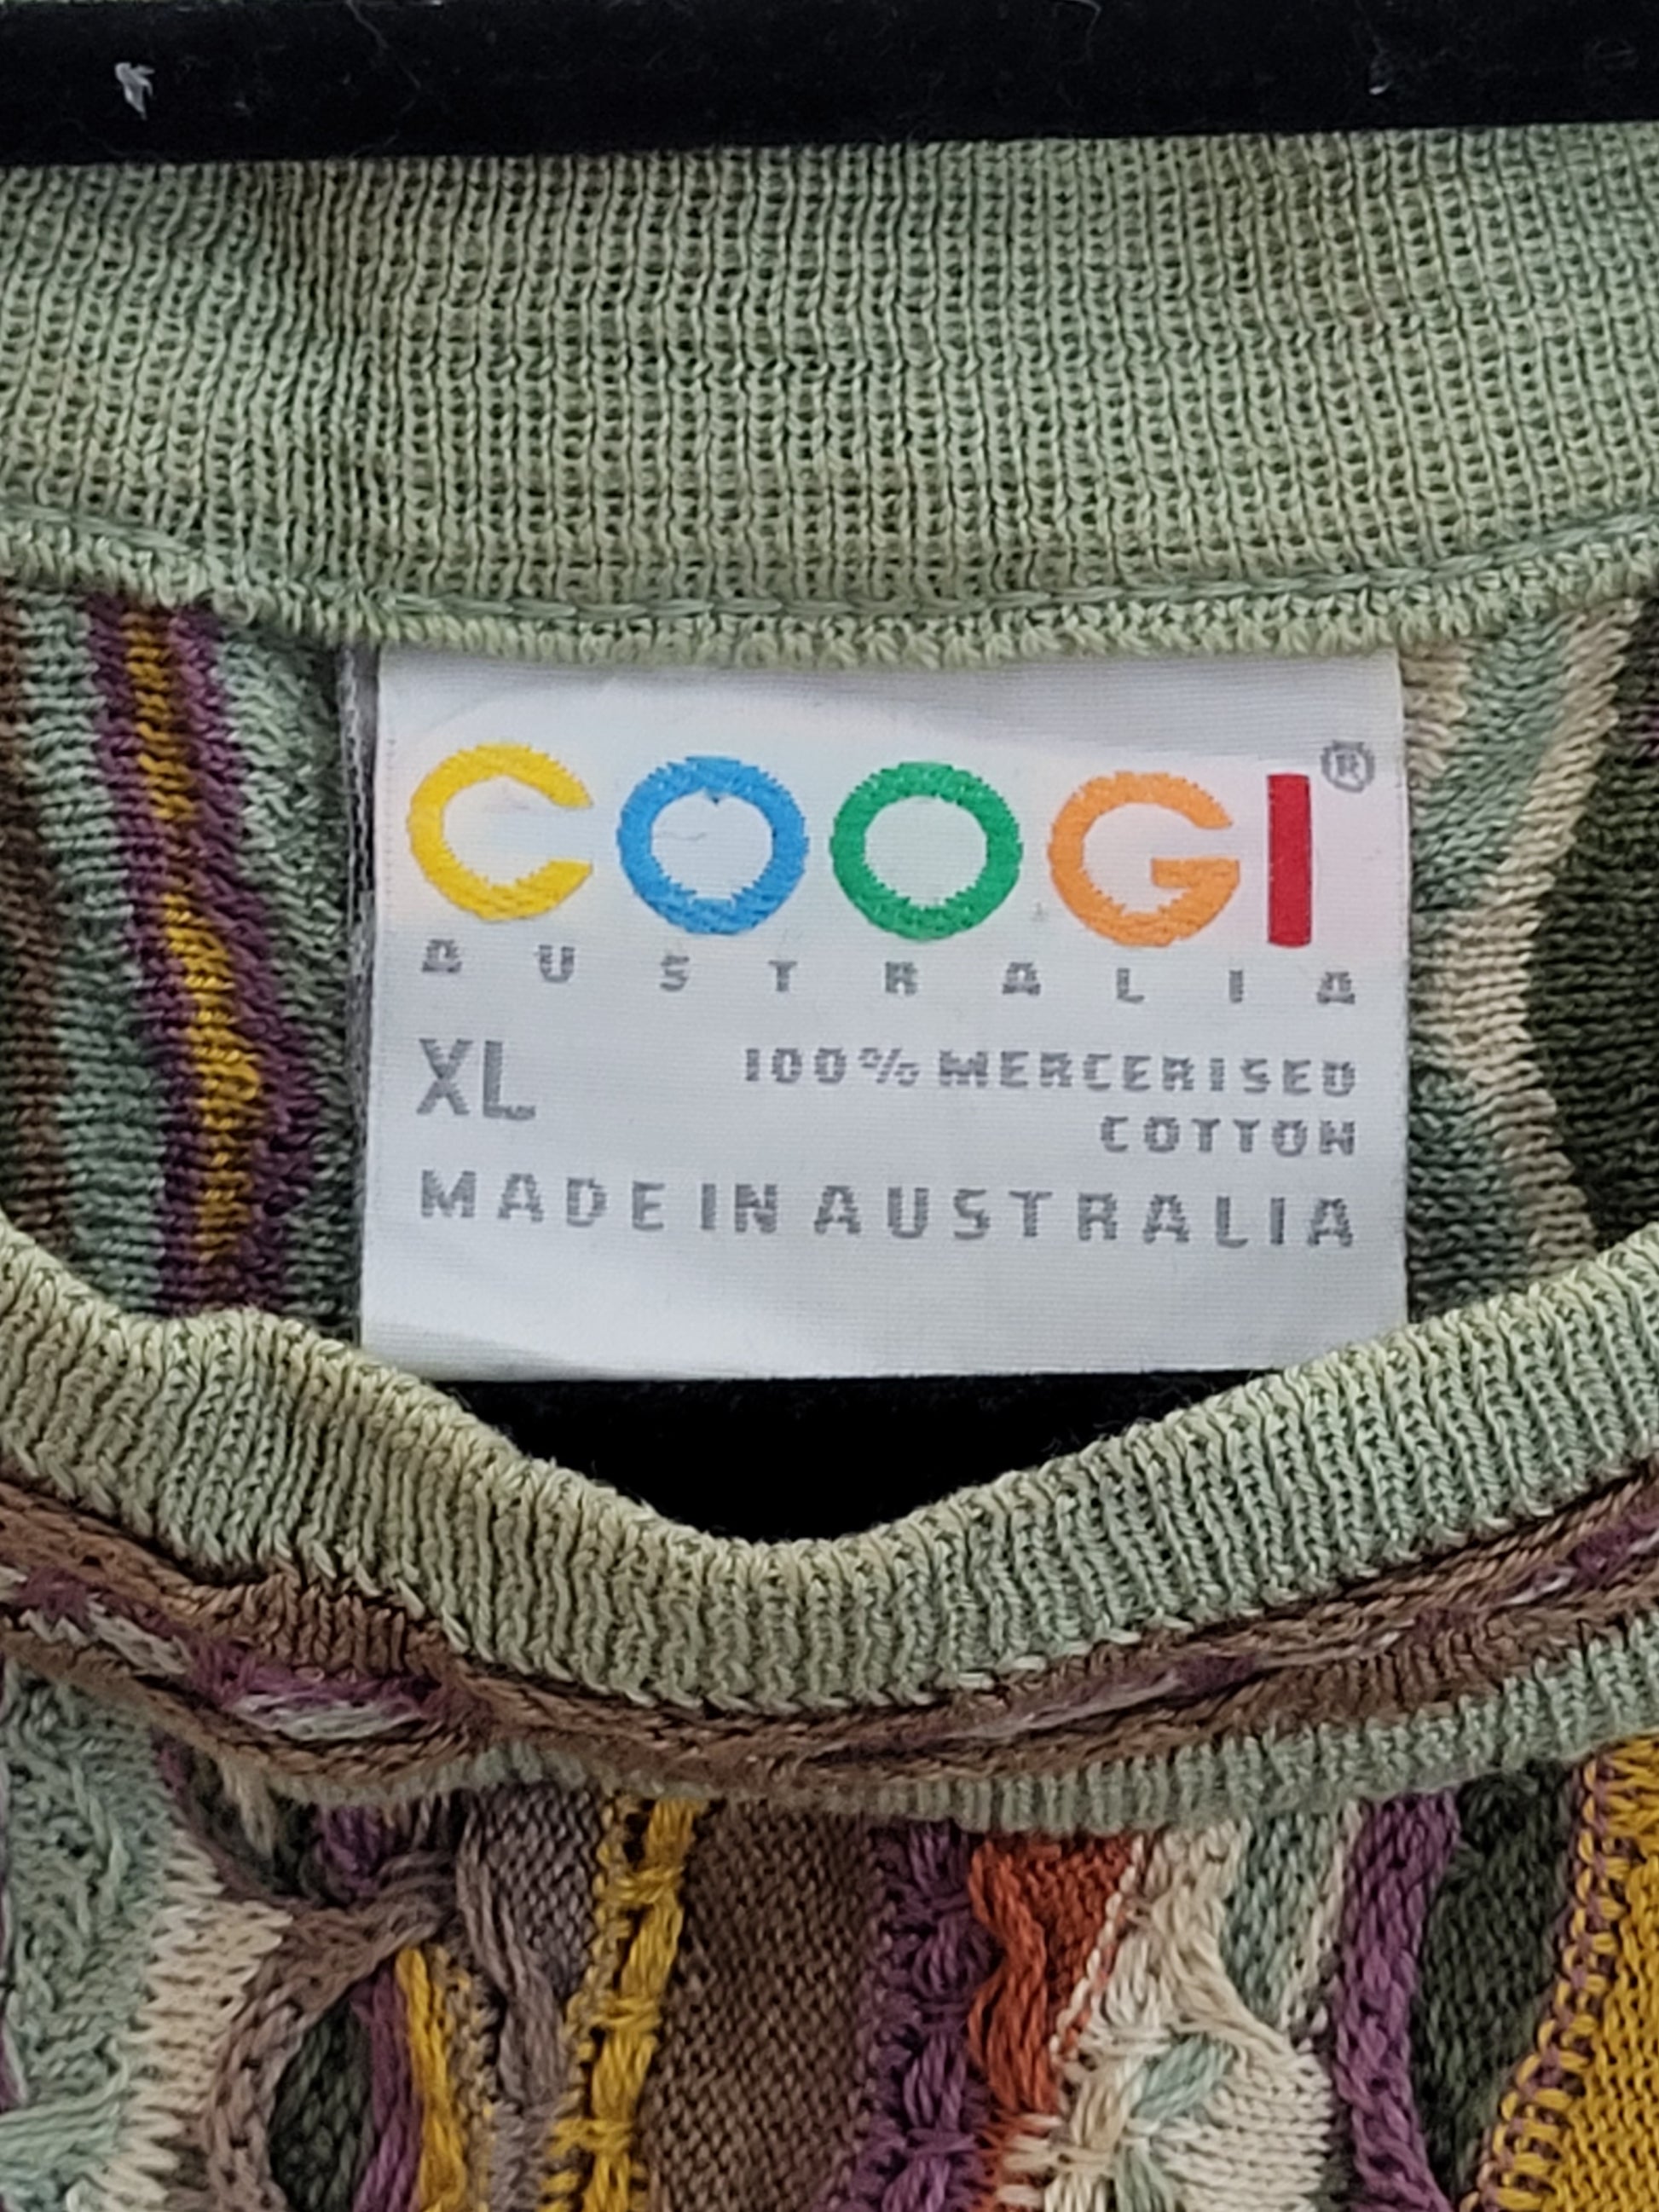 COOGI®
AUSTRALIA
XL 100% MERCERISED
COTTON
MADE IN AUSTRALIA